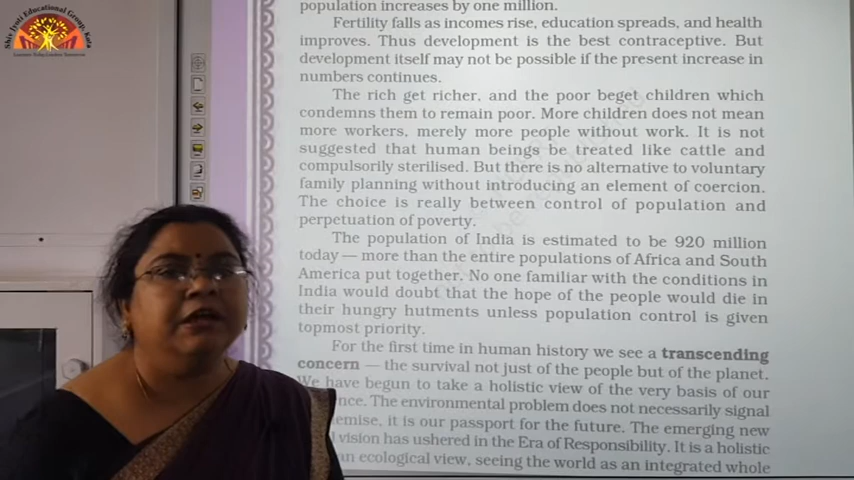 Shiv Jyoti Educational Group, Kota
population increases by one million.
Fertility falls as incomes rise, education spreads, and health
improves. Thus development is the best contraceptive. But
development itself may not be possible if the present increase in
numbers continues.
The rich get richer, and the poor beget children which
condemns them to remain poor. More children does not mean
more workers, merely more people without work. It is not
suggested that human beings be treated like cattle and
compulsorily sterilised. But there is no alternative to voluntary
family planning without introducing an element of coercion.
The choice is really between control of population and
perpetuation of poverty.
The population of India is estimated to be 920 million
today — more than the entire populations of Africa and South
America put together. No one familiar with the conditions in
India would doubt that the hope of the people would die in
their hungry hutments unless population control is given
topmost priority.
For the first time in human history we see a transcending
concern — the survival not just of the people but of the planet.
We have begun to take a holistic view of the very basis of our
nce. The environmental problem does not necessarily signal
emise, it is our passport for the future. The emerging new
vision has ushered in the Era of Responsibility. It is a holistic
an ecological view, seeing the world as an integrated whole